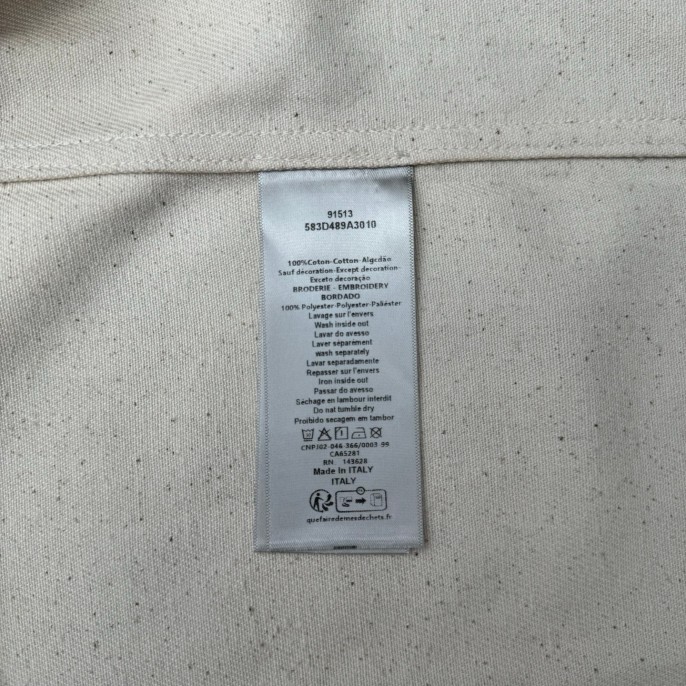 91513
583D489A3010
100%Coton-Cotton-Algodão
Sauf décoration-Except decoration-
Exceto decoração
BRODERIE - EMBROIDERY
BORDADO
100% Polyester-Polyester-Poliéster
Lavage sur l'envers
Wash inside out
Lavar do avesso
Laver séparément
wash separately
Lavar separadamente
Repasser sur l'envers
Iron inside out
Passar do avesso
Séchage en tambour interdit
Do not tumble dry
Proibido secagem em tambor
CNPJ02-046-366/0003-99
CA65281
RN 143628
Made In ITALY
ITALY
quefairedemesdechets.fr